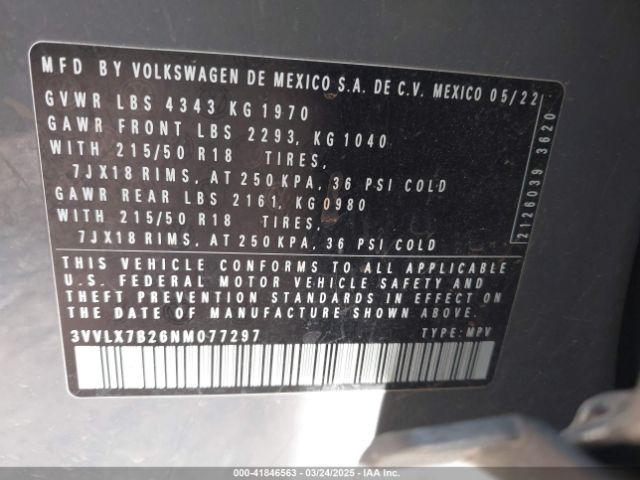 MFD BY VOLKSWAGEN DE MEXICO S.A. DE C.V. MEXICO 05/22
GVWR LBS 4343 KG 1970
GAWR FRONT LBS 2293, KG 1040
WITH 215/50 R18 TIRES,
7JX18 RIMS, AT 250 KPA, 36 PSI COLD
GAWR REAR LBS 2161, KG 0980
WITH 215/50 R18 TIRES,
7JX18 RIMS, AT 250 KPA, 36 PSI COLD
2126039 3620
THIS VEHICLE CONFORMS TO ALL APPLICABLE
U.S. FEDERAL MOTOR VEHICLE SAFETY AND
THEFT PREVENTION STANDARDS IN EFFECT ON
THE DATE OF MANUFACTURE SHOWN ABOVE.
3VVLX7B26NM077297 TYPE: MPV
000-41846563 — 03/24/2025 — IAAI.COM